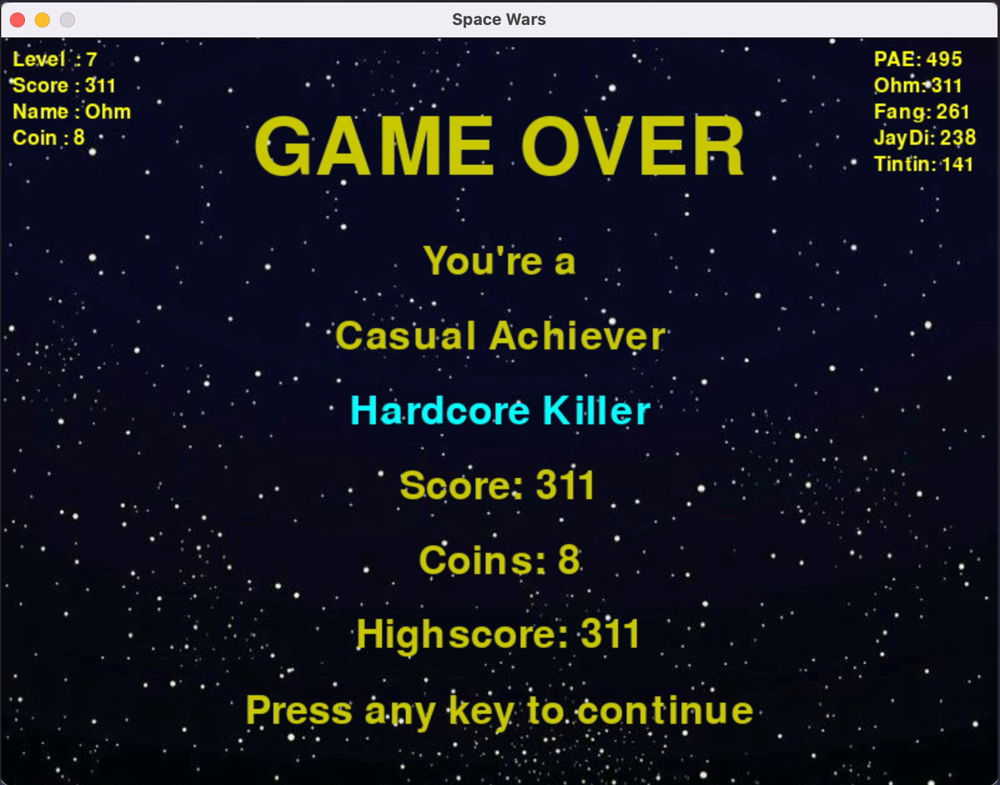 Space Wars
Level : 7
Score : 311
Name : Ohm
Coin : 8
PAE: 495
Ohm: 311
Fang: 261
JayDi: 238
Tintin: 141
GAME OVER
You're a
Casual Achiever
Hardcore Killer
Score: 311
Coins: 8
Highscore: 311
Press any key to continue